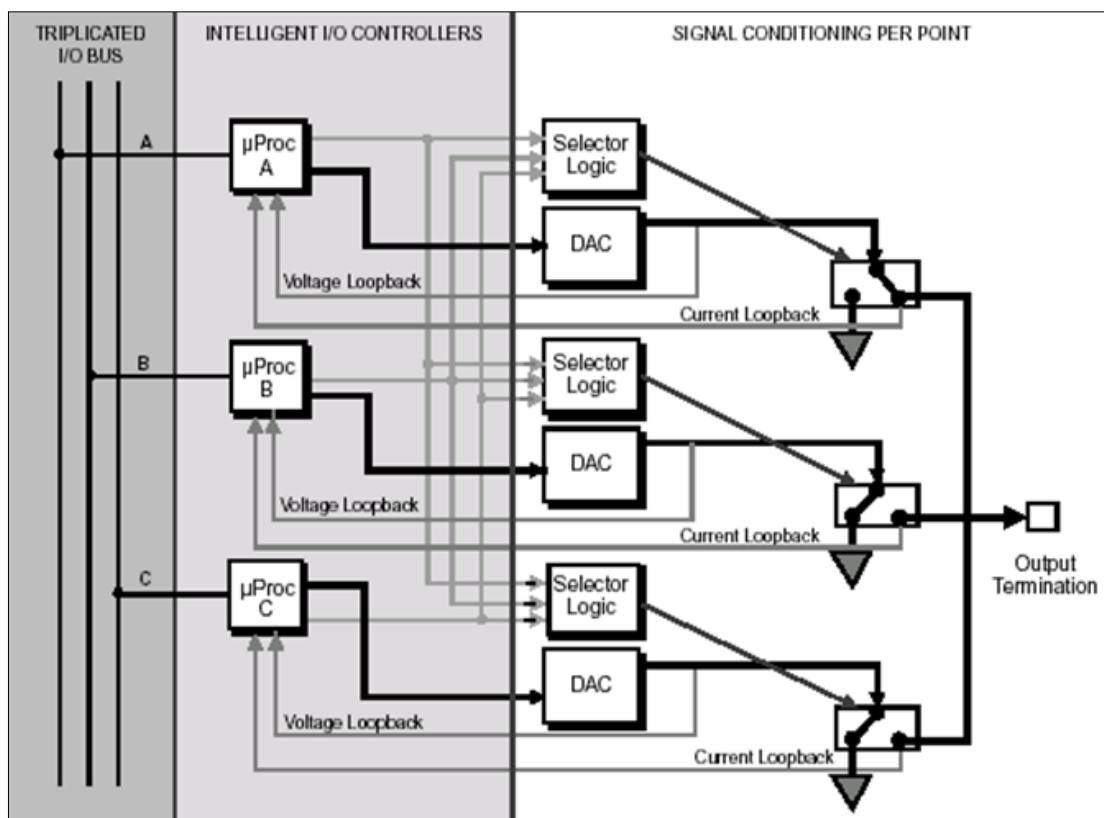 TRIPLICATED
I/O BUS
INTELLIGENT I/O CONTROLLERS
SIGNAL CONDITIONING PER POINT
A
µProc
A
Selector
Logic
DAC
Voltage Loopback
Current Loopback
B
µProc
B
Selector
Logic
DAC
Voltage Loopback
Current Loopback
Output
Termination
C
µProc
C
Selector
Logic
DAC
Voltage Loopback
Current Loopback